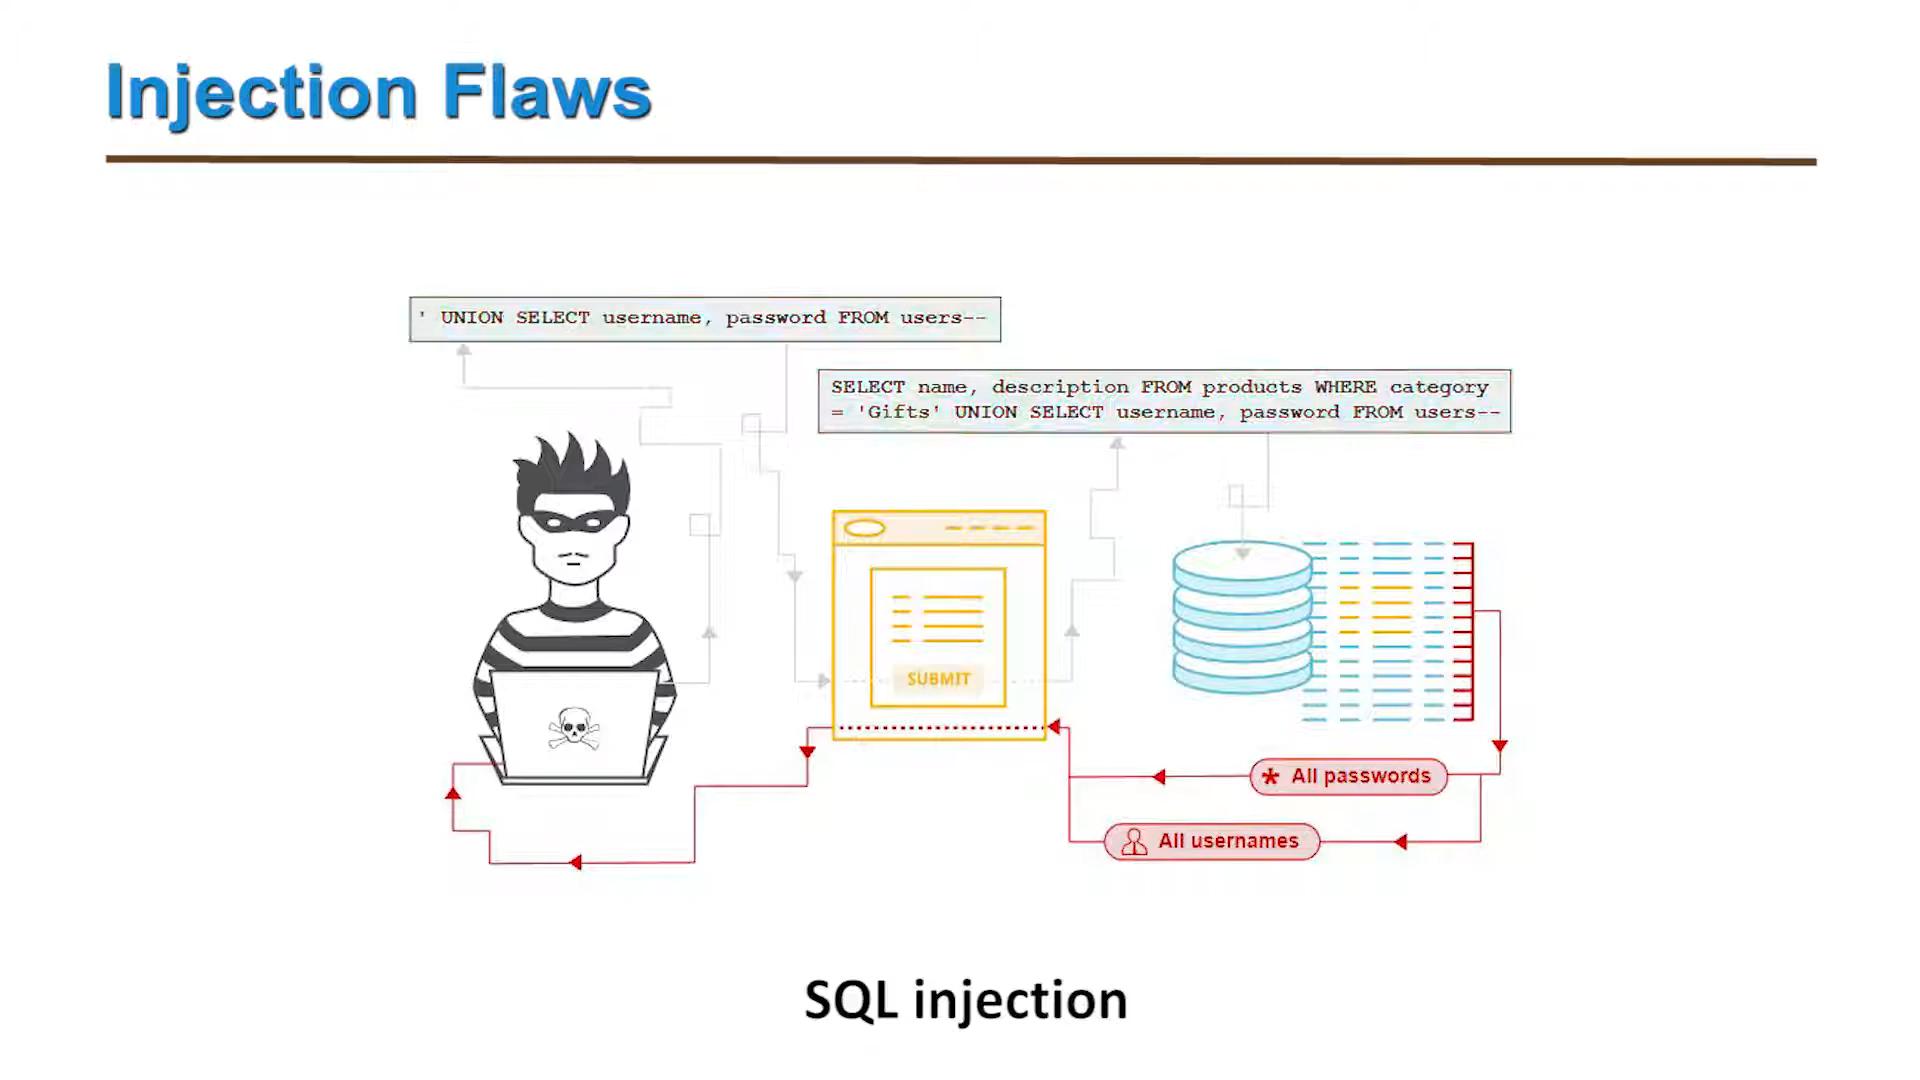 Injection Flaws
' UNION SELECT username, password FROM users--
SELECT name, description FROM products WHERE category
= 'Gifts' UNION SELECT username, password FROM users--
SUBMIT
* All passwords
All usernames
SQL injection